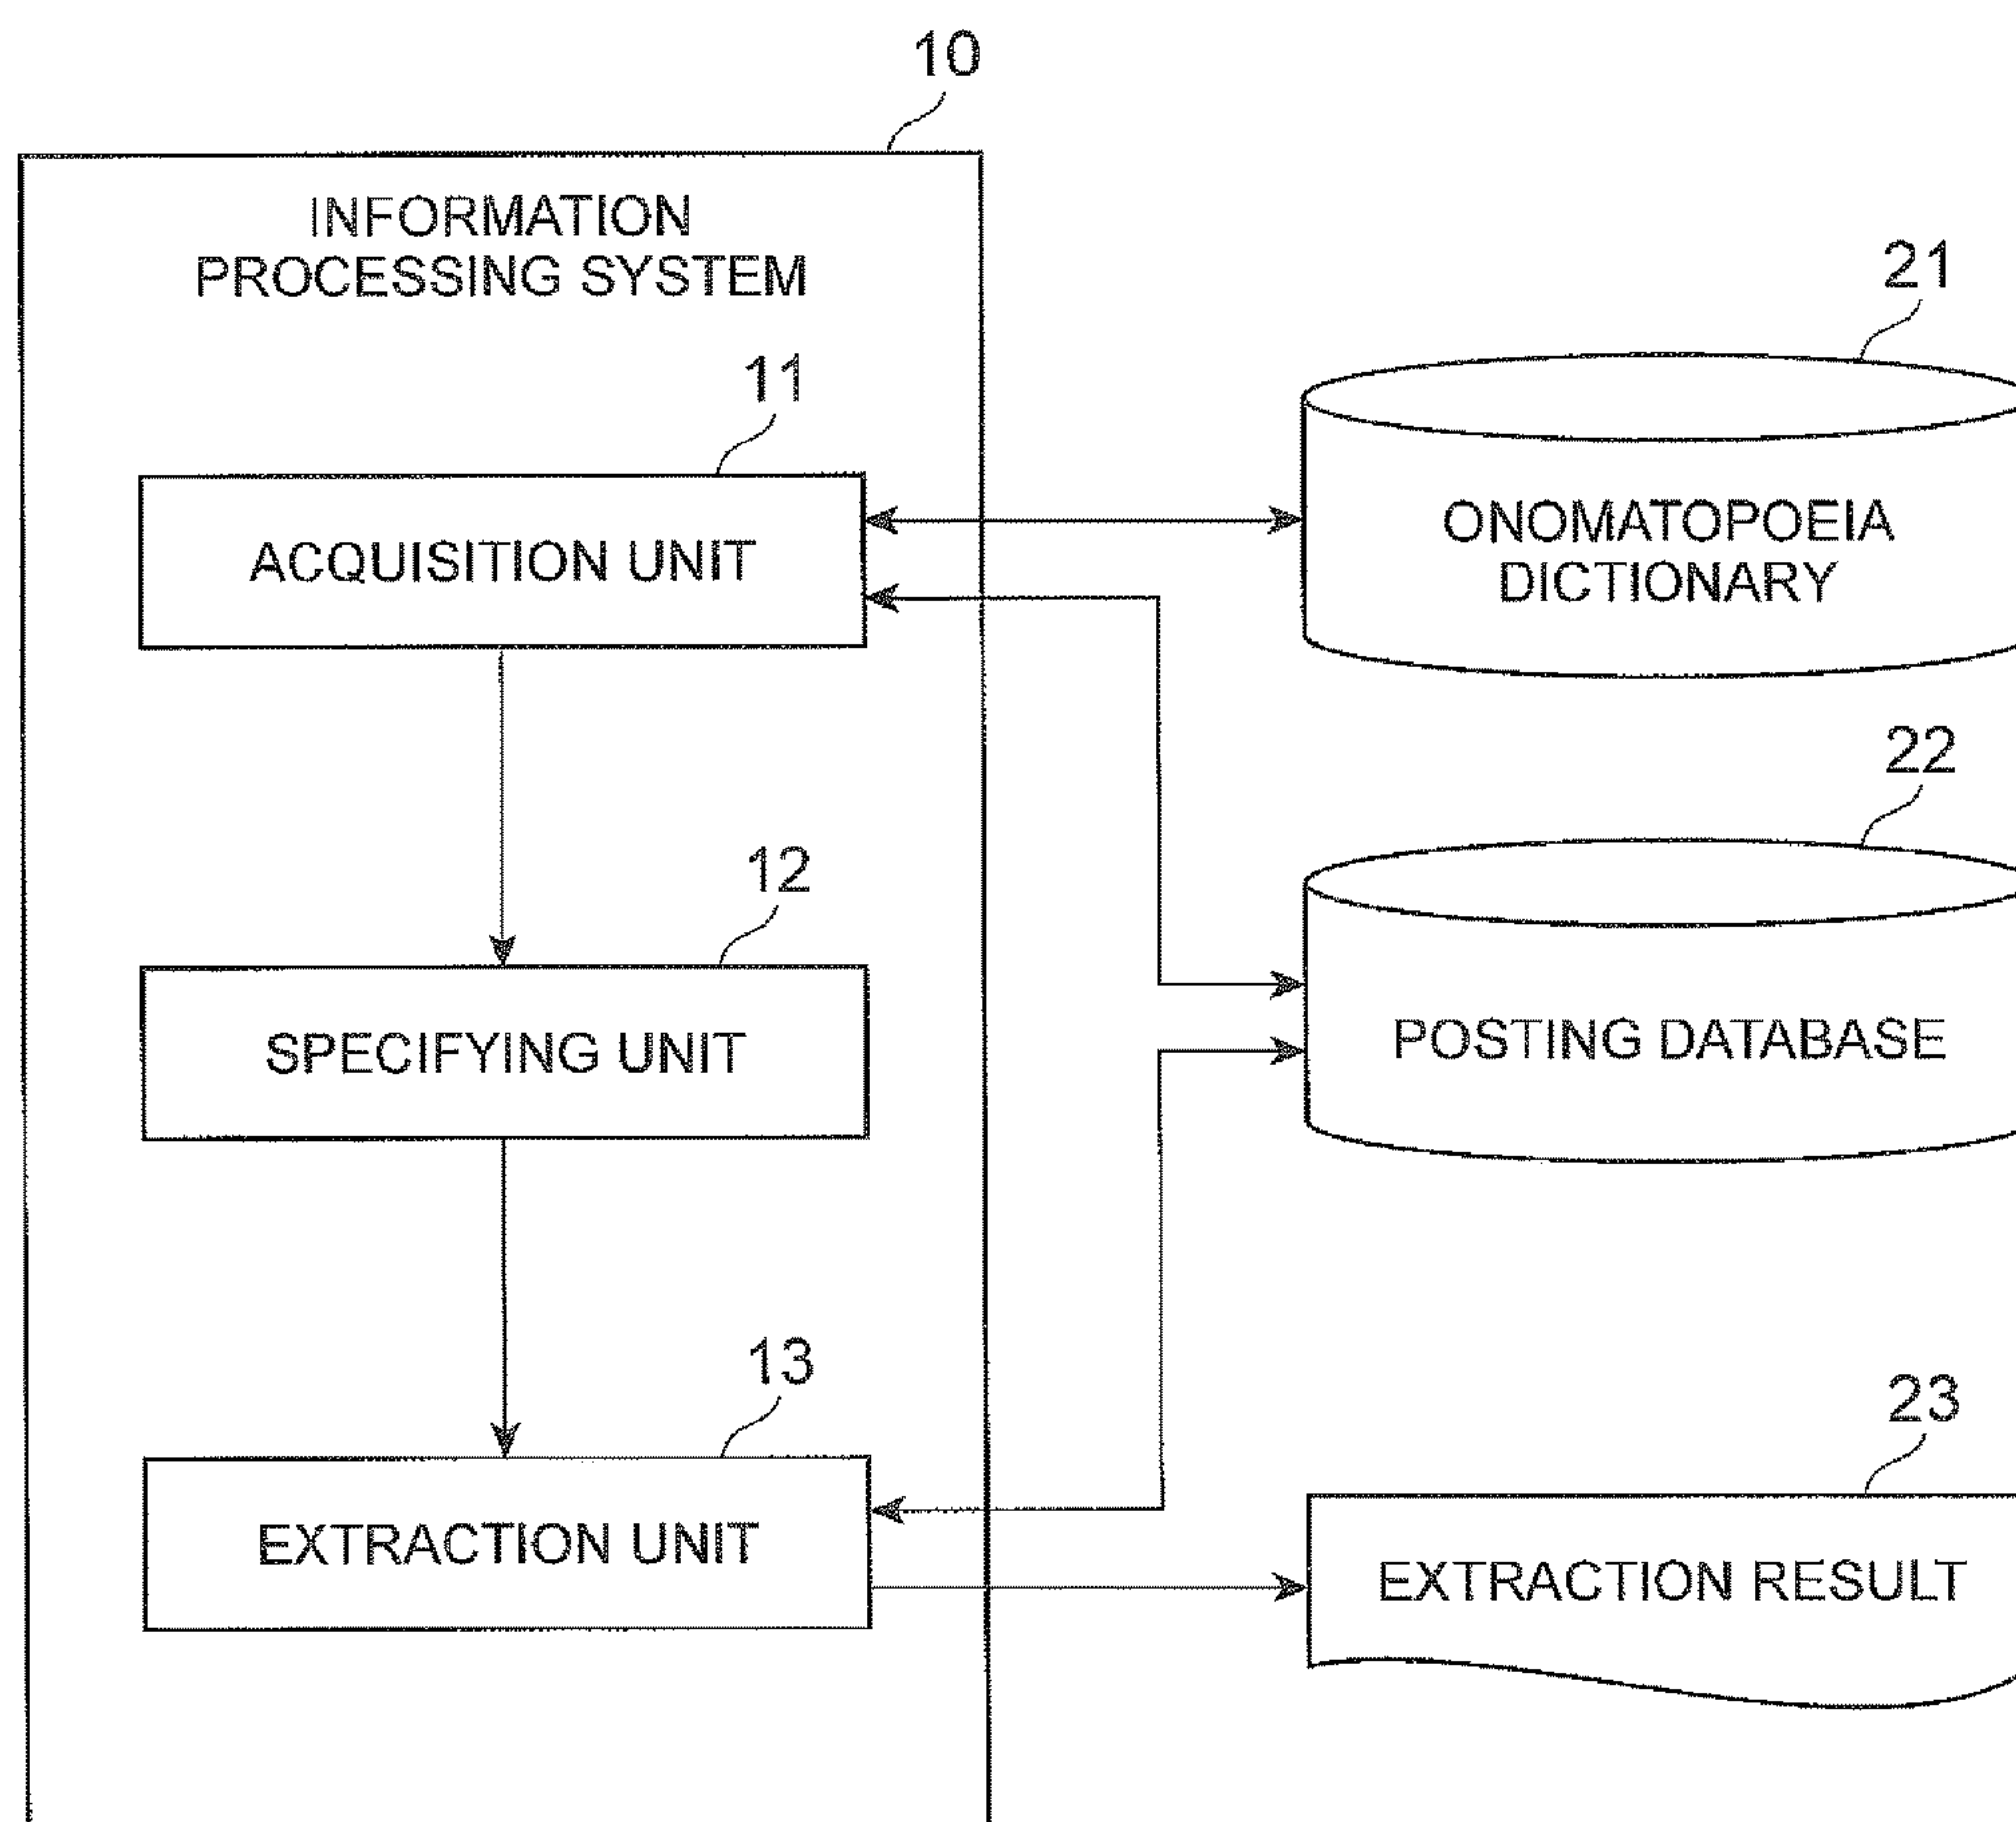 10
INFORMATION
PROCESSING SYSTEM
11
ACQUISITION UNIT
21
ONOMATOPOEIA
DICTIONARY
12
SPECIFYING UNIT
22
POSTING DATABASE
13
EXTRACTION UNIT
23
EXTRACTION RESULT